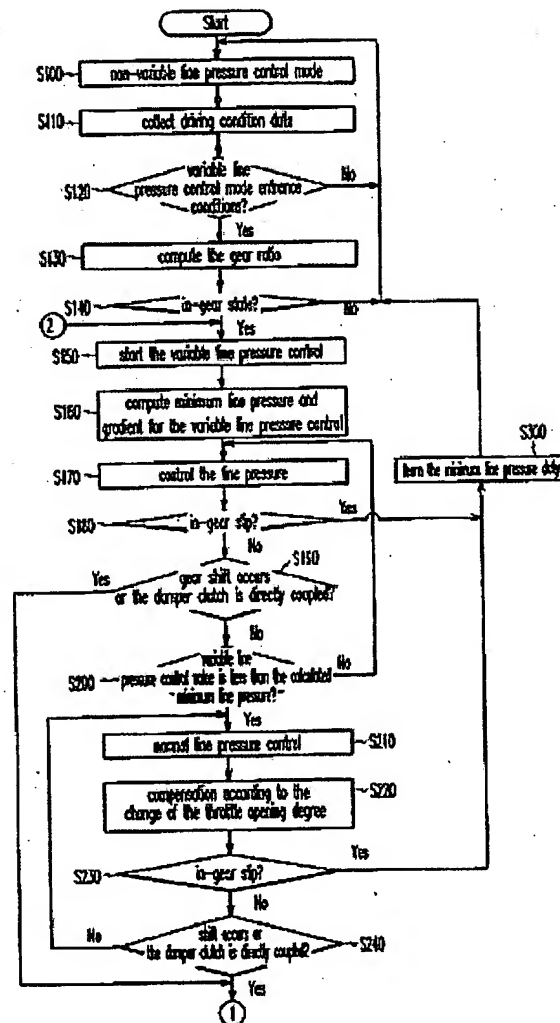 Start
S100
non-variable line pressure control mode
S110
collect driving condition data
S120
variable line
pressure control mode entrance
conditions?
No
Yes
S130
compute the gear ratio
S140
in-gear state?
No
2
Yes
S150
start the variable line pressure control
S160
compute minimum line pressure and
gradient for the variable line pressure control
S300
learn the minimum line pressure duty
S170
control the line pressure
S180
in-gear slip?
Yes
No
S190
Yes
gear shift occurs
or the damper clutch is directly coupled?
No
S200
variable line
pressure control value is less than the calculated
minimum line pressure?
No
Yes
normal line pressure control
S210
compensation according to the
change of the throttle opening degree
S220
S230
in-gear slip?
Yes
No
No
shift occurs or
the damper clutch is directly coupled?
S240
Yes
1